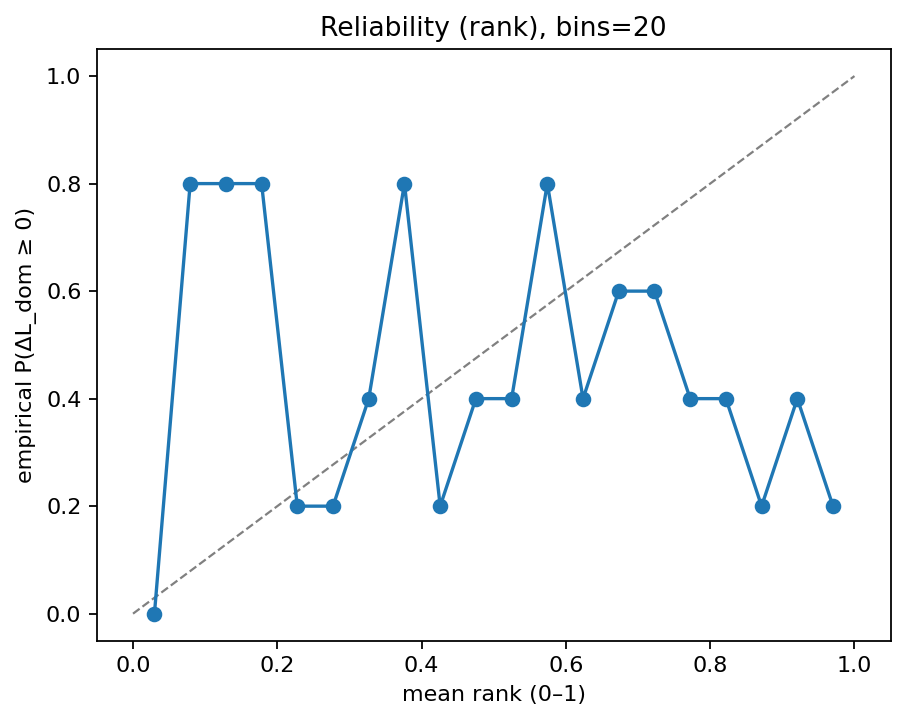 Reliability (rank), bins=20
empirical P(ΔL_dom ≥ 0)
1.0
0.8
0.6
0.4
0.2
0.0
0.0 0.2 0.4 0.6 0.8 1.0
mean rank (0–1)